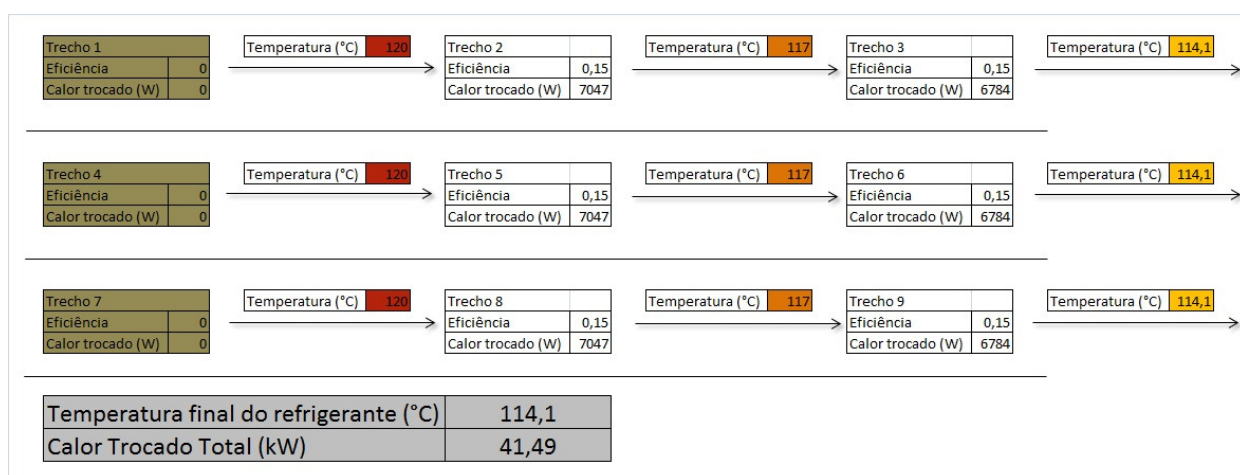 Trecho 1 Temperatura (°C) 120 Trecho 2 Temperatura (°C) 117 Trecho 3 Temperatura (°C) 114,1
Eficiência 0 Eficiência 0,15 Eficiência 0,15
Calor trocado (W) 0 Calor trocado (W) 7047 Calor trocado (W) 6784
Trecho 4 Temperatura (°C) 120 Trecho 5 Temperatura (°C) 117 Trecho 6 Temperatura (°C) 114,1
Eficiência 0 Eficiência 0,15 Eficiência 0,15
Calor trocado (W) 0 Calor trocado (W) 7047 Calor trocado (W) 6784
Trecho 7 Temperatura (°C) 120 Trecho 8 Temperatura (°C) 117 Trecho 9 Temperatura (°C) 114,1
Eficiência 0 Eficiência 0,15 Eficiência 0,15
Calor trocado (W) 0 Calor trocado (W) 7047 Calor trocado (W) 6784
Temperatura final do refrigerante (°C) 114,1
Calor Trocado Total (kW) 41,49